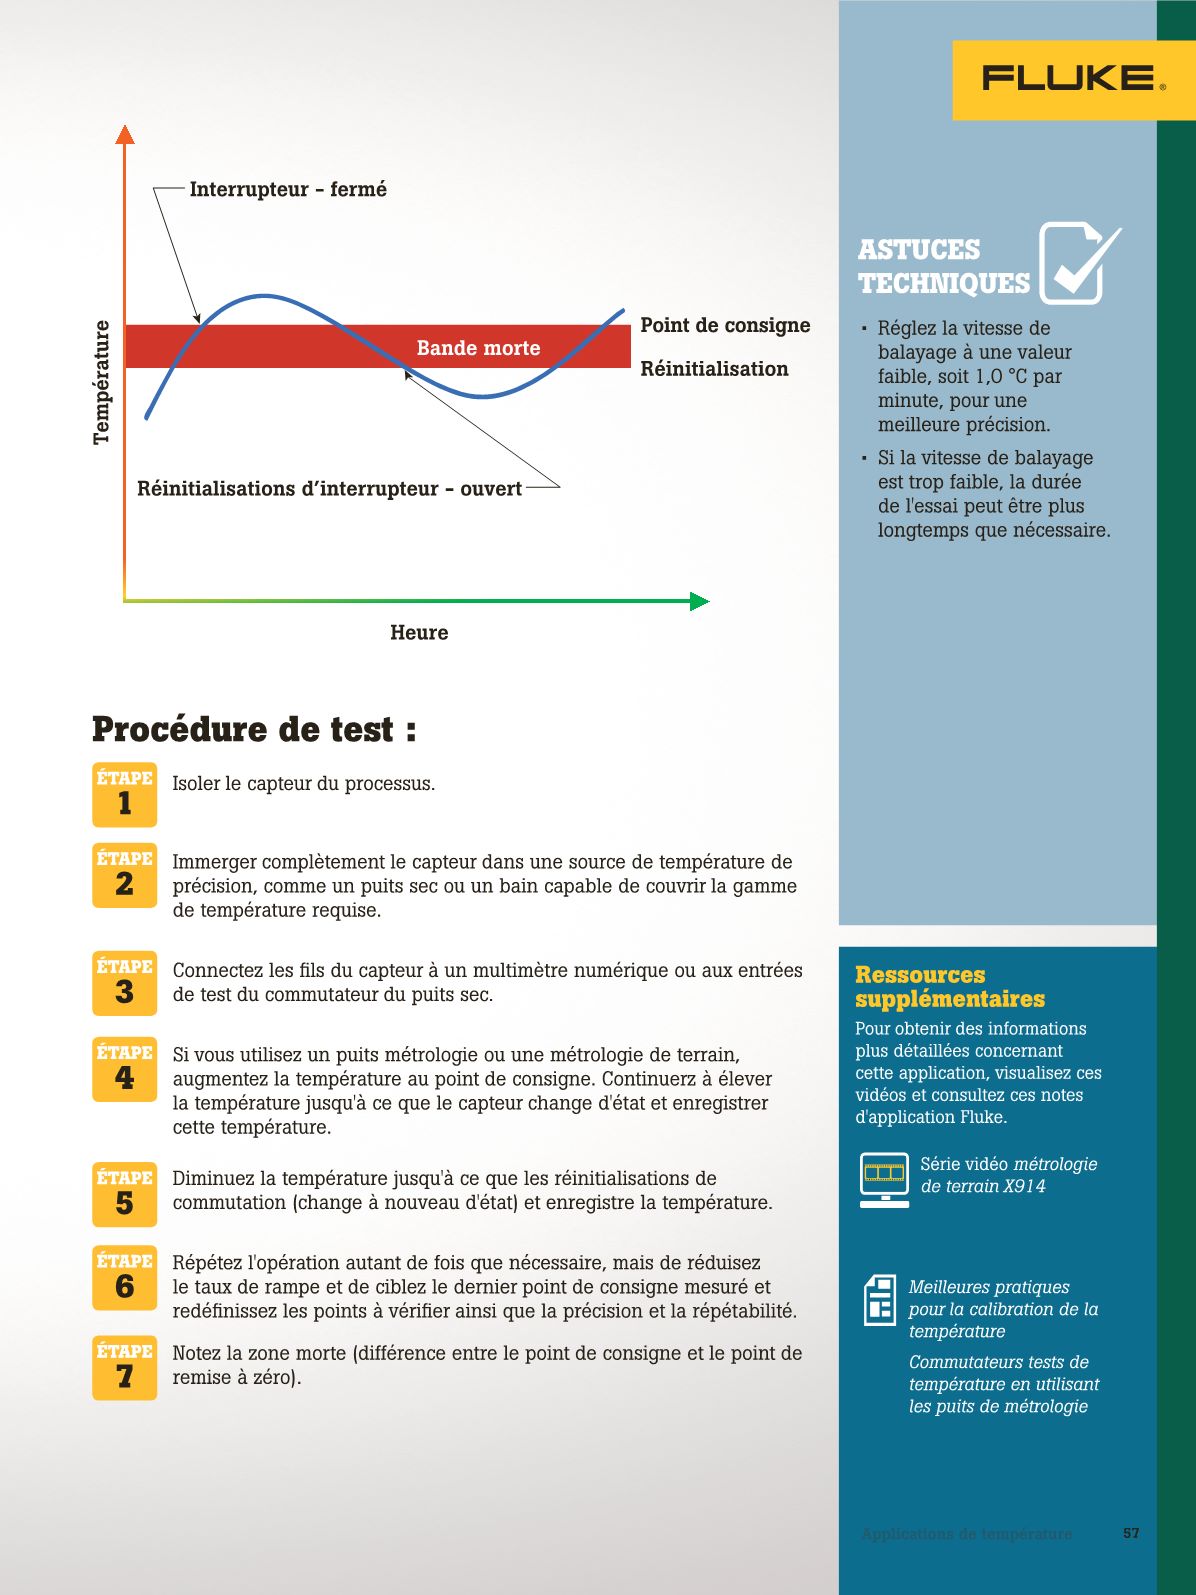 FLUKE®
Interrupteur – fermé
Température
Bande morte
Point de consigne
Réinitialisation
Réinitialisations d’interrupteur – ouvert
Heure
ASTUCES
TECHNIQUES
· Réglez la vitesse de
balayage à une valeur
faible, soit 1,0 °C par
minute, pour une
meilleure précision.
· Si la vitesse de balayage
est trop faible, la durée
de l'essai peut être plus
longtemps que nécessaire.
Procédure de test :
ÉTAPE
1
Isoler le capteur du processus.
ÉTAPE
2
Immerger complètement le capteur dans une source de température de
précision, comme un puits sec ou un bain capable de couvrir la gamme
de température requise.
ÉTAPE
3
Connectez les fils du capteur à un multimètre numérique ou aux entrées
de test du commutateur du puits sec.
ÉTAPE
4
Si vous utilisez un puits métrologie ou une métrologie de terrain,
augmentez la température au point de consigne. Continuerz à élever
la température jusqu'à ce que le capteur change d'état et enregistrer
cette température.
ÉTAPE
5
Diminuez la température jusqu'à ce que les réinitialisations de
commutation (change à nouveau d'état) et enregistre la température.
ÉTAPE
6
Répétez l'opération autant de fois que nécessaire, mais de réduisez
le taux de rampe et de ciblez le dernier point de consigne mesuré et
redéfinissez les points à vérifier ainsi que la précision et la répétabilité.
ÉTAPE
7
Notez la zone morte (différence entre le point de consigne et le point de
remise à zéro).
Ressources
supplémentaires
Pour obtenir des informations
plus détaillées concernant
cette application, visualisez ces
vidéos et consultez ces notes
d'application Fluke.
Série vidéo métrologie
de terrain X914
Meilleures pratiques
pour la calibration de la
température
Commutateurs tests de
température en utilisant
les puits de métrologie
Applications de température 57